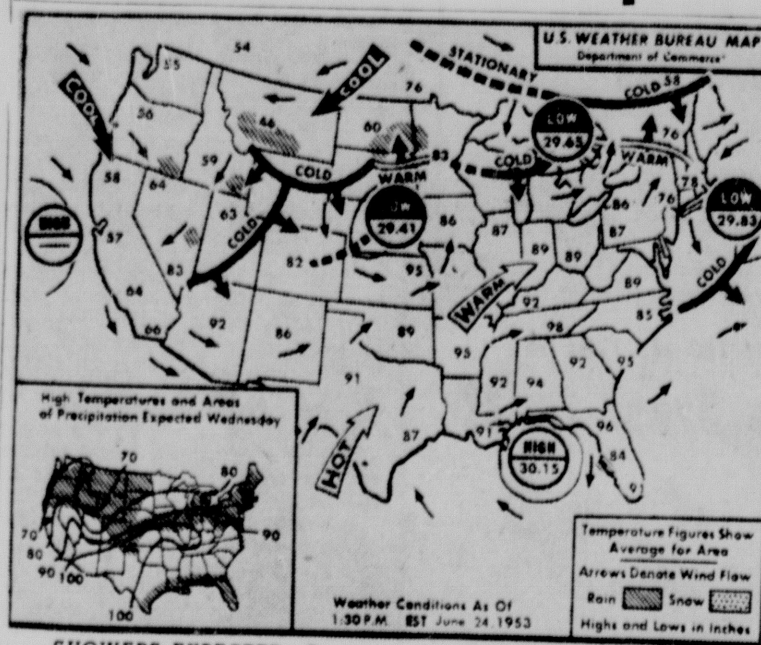 U.S. WEATHER BUREAU MAP
Department of Commerce
54
55
STATIONARY
COLD 58
COOL
COOL
76
LOW
29.65
56
46
60
76
83
COLD
WARM
59
58
64
COLD
WARM
78
63
LOW
29.41
86
76
LOW
29.83
HIGH
57
COLD
86
87
87
82
95
89
89
COLD
83
64
WARM
92
89
85
66
92
86
89
98
95
92
95
91
92
94
HOT
87
91
96
HIGH
30.15
84
91
High Temperatures and Areas
of Precipitation Expected Wednesday
70
80
70
80
90
90
100
100
Weather Conditions As Of
1:30 P.M. EST June 24, 1953
Temperature Figures Show
Average for Area
Arrows Denote Wind Flow
Rain Snow
Highs and Lows in Inches